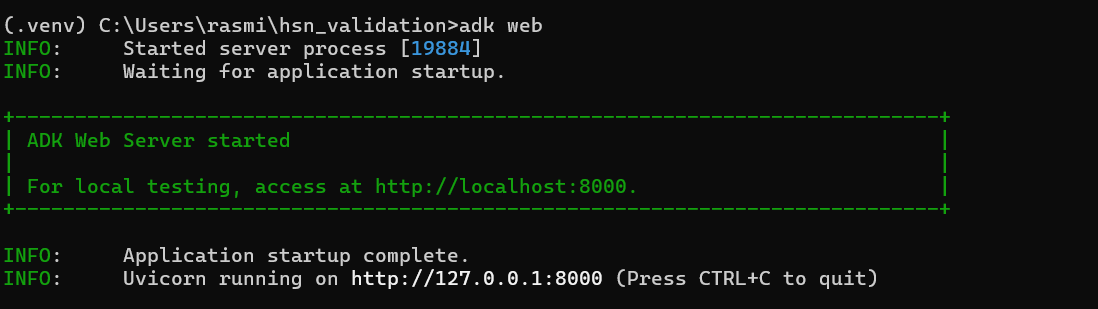 (.venv) C:\Users\rasmi\hsn_validation>adk web
INFO:     Started server process [19884]
INFO:     Waiting for application startup.
+-----------------------------------------------------------------------------+
| ADK Web Server started                                                      |
|                                                                             |
| For local testing, access at http://localhost:8000.                         |
+-----------------------------------------------------------------------------+
INFO:     Application startup complete.
INFO:     Uvicorn running on http://127.0.0.1:8000 (Press CTRL+C to quit)